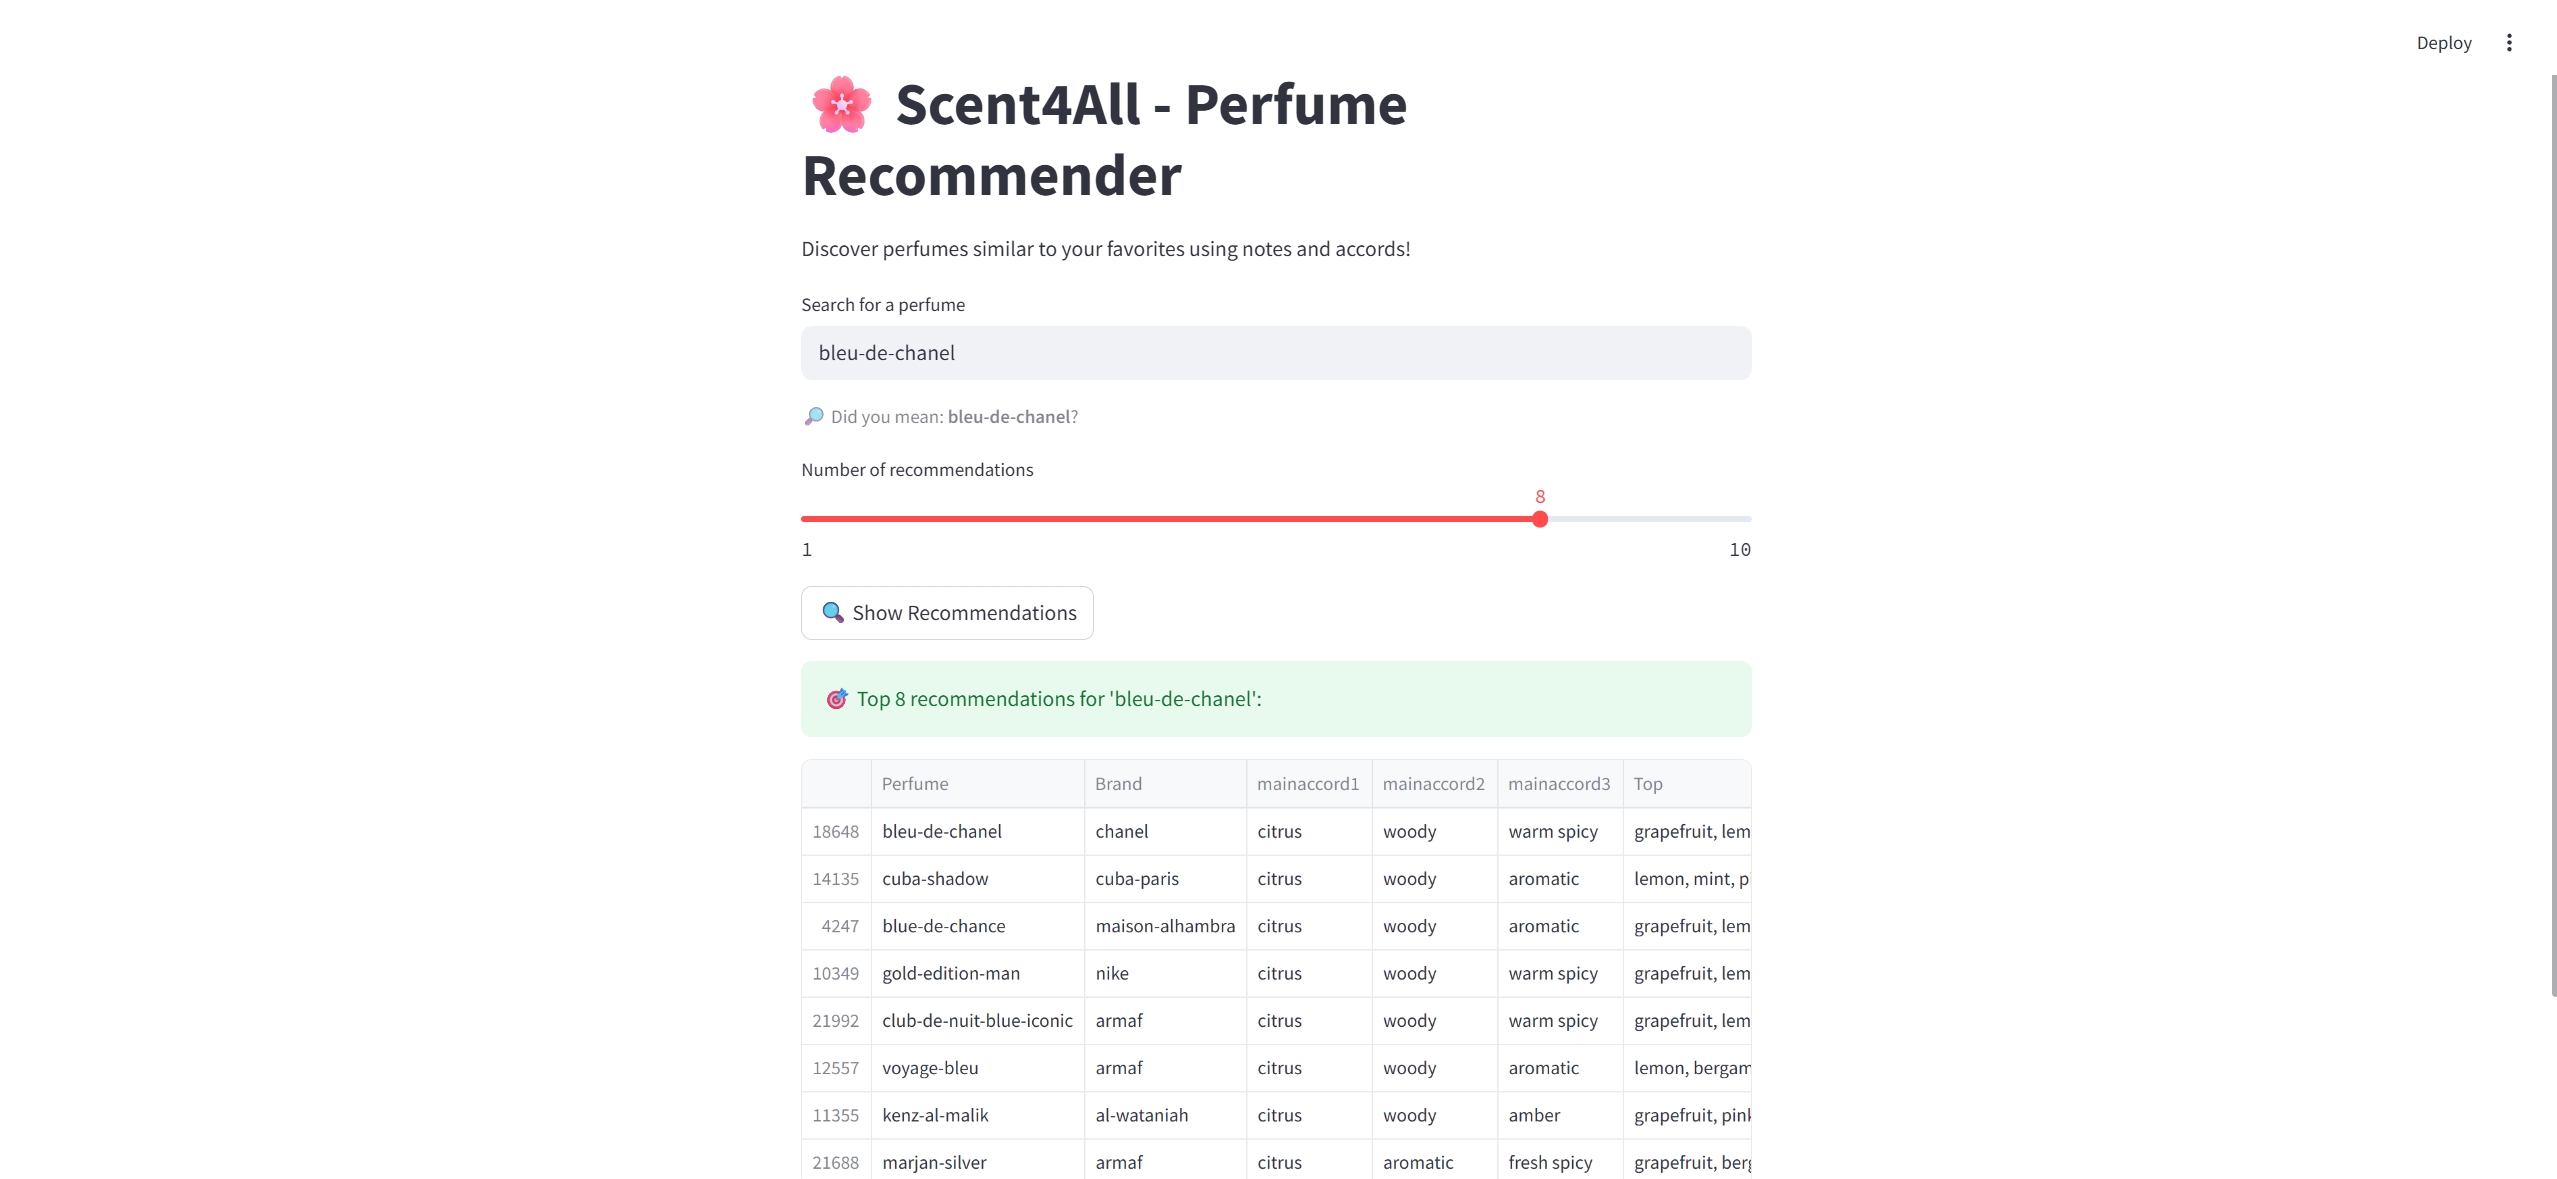 Deploy
Scent4All - Perfume
Recommender
Discover perfumes similar to your favorites using notes and accords!
Search for a perfume
bleu-de-chanel
Did you mean: bleu-de-chanel?
Number of recommendations
8
1 10
Show Recommendations
Top 8 recommendations for 'bleu-de-chanel':
Perfume Brand mainaccord1 mainaccord2 mainaccord3 Top
18648 bleu-de-chanel chanel citrus woody warm spicy grapefruit, lem
14135 cuba-shadow cuba-paris citrus woody aromatic lemon, mint, pi
4247 blue-de-chance maison-alhambra citrus woody aromatic grapefruit, lem
10349 gold-edition-man nike citrus woody warm spicy grapefruit, lem
21992 club-de-nuit-blue-iconic armaf citrus woody warm spicy grapefruit, lem
12557 voyage-bleu armaf citrus woody aromatic lemon, bergam
11355 kenz-al-malik al-wataniah citrus woody amber grapefruit, pink
21688 marjan-silver armaf citrus aromatic fresh spicy grapefruit, berg